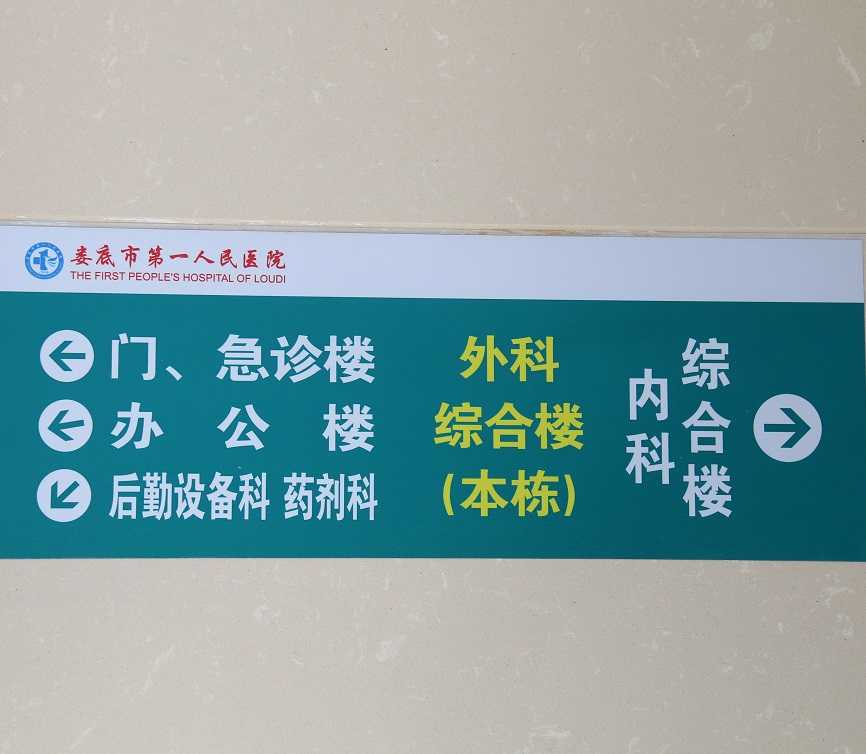 娄底市第一人民医院
THE FIRST PEOPLE'S HOSPITAL OF LOUDI
门、急诊楼
办公楼
后勤设备科 药剂科
外科
综合楼
(本栋)
内科
综合楼